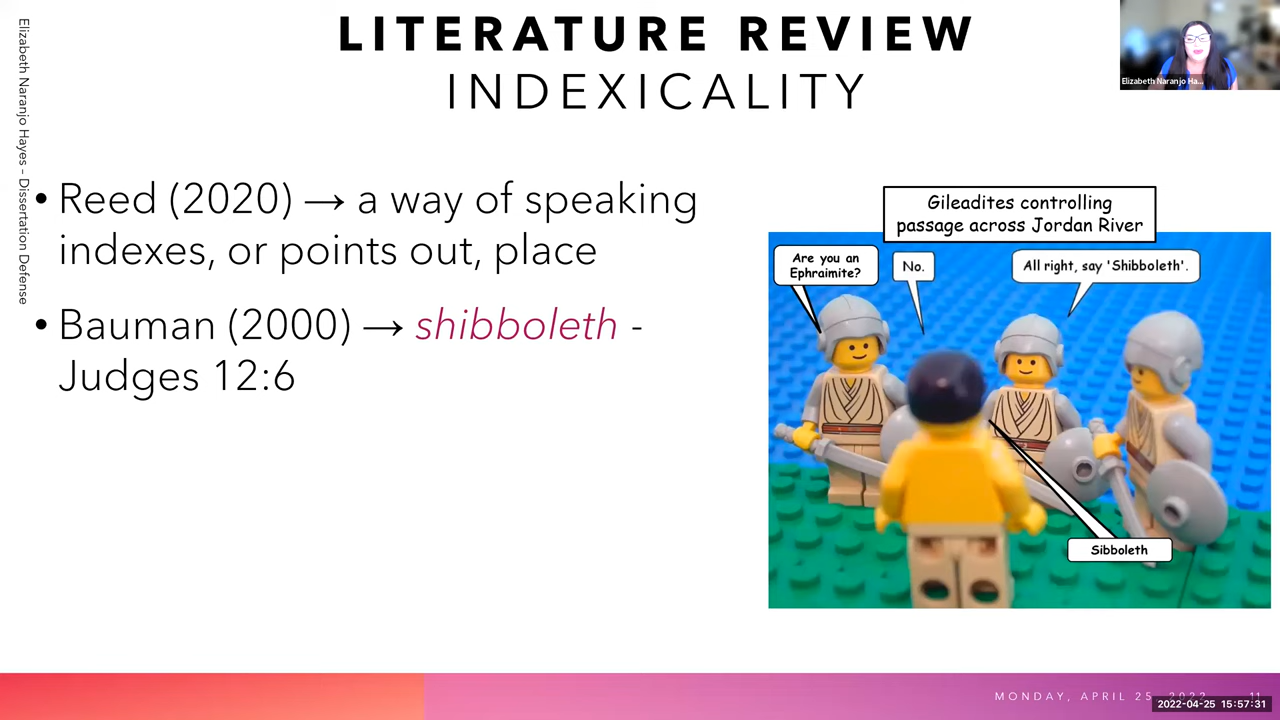 LITERATURE REVIEW
INDEXICALITY
Elizabeth Naranjo Ha...
Elizabeth Naranjo Hayes – Dissertation Defense
• Reed (2020) → a way of speaking
indexes, or points out, place
• Bauman (2000) → shibboleth -
Judges 12:6
Gileadites controlling
passage across Jordan River
Are you an
Ephraimite?
No.
All right, say 'Shibboleth'.
Sibboleth
MONDAY, APRIL 25, 2022
11
2022-04-25 15:57:31